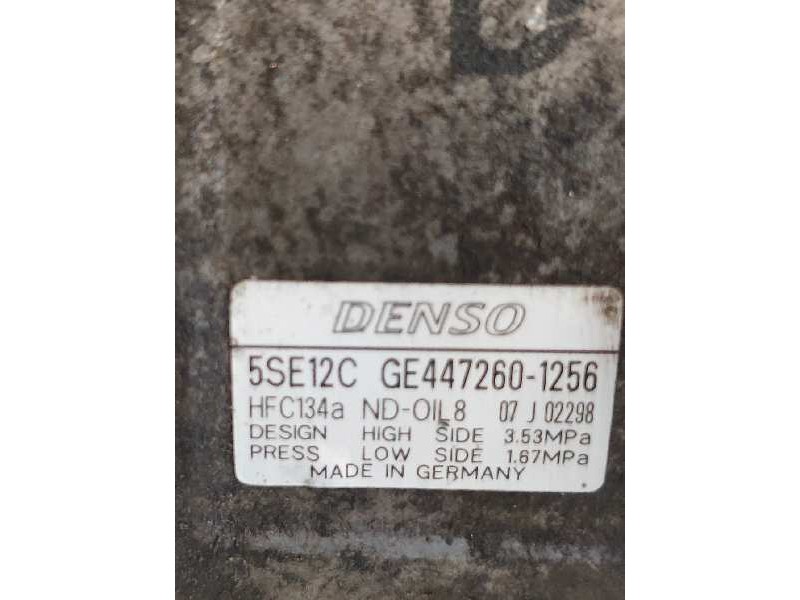 DENSO
5SE12C GE447260-1256
HFC134a ND-OIL8 07 J 02298
DESIGN HIGH SIDE 3.53MPa
PRESS LOW SIDE 1.67MPa
MADE IN GERMANY